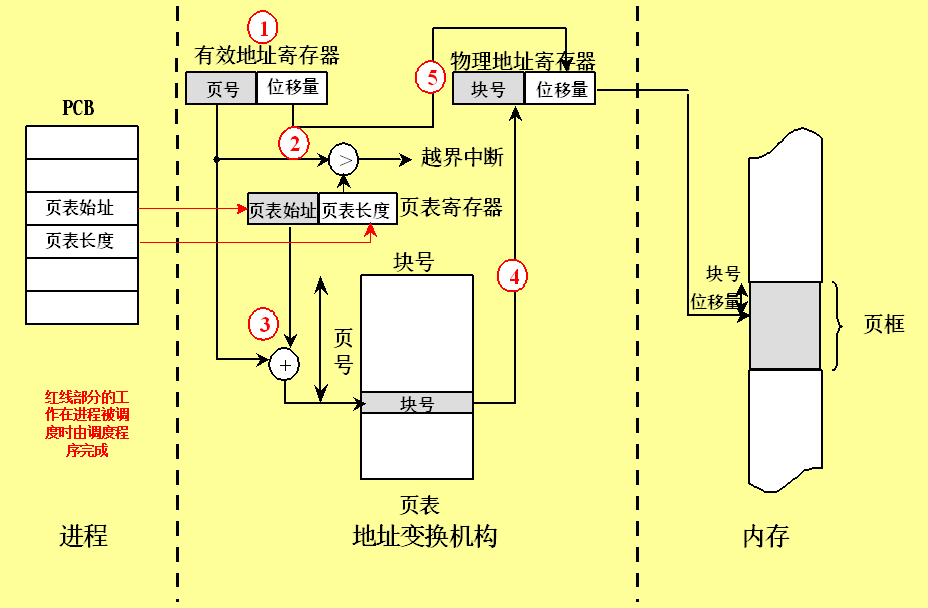 ①
有效地址寄存器
页号
位移量
⑤
物理地址寄存器
块号
位移量
PCB
②
>
越界中断
页表始址
页表长度
页表始址
页表长度
页表寄存器
块号
④
③
页
号
+
块号
页表
块号
位移量
页框
红线部分的工
作在进程被调
度时由调度程
序完成
进程
地址变换机构
内存